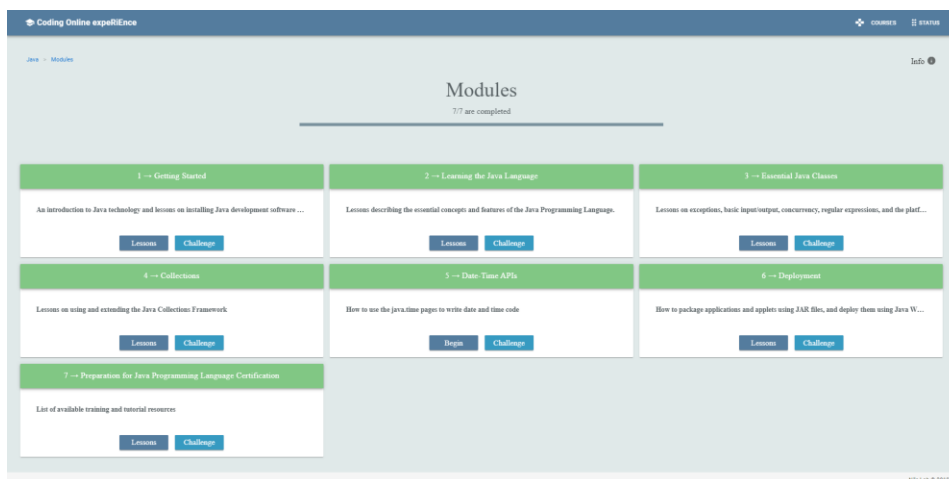 Coding Online expeRiEnce
COURSES
STATUS
Java > Modules
Info
Modules
7/7 are completed
1 → Getting Started
2 → Learning the Java Language
3 → Essential Java Classes
An introduction to Java technology and lessons on installing Java development software …
Lessons describing the essential concepts and features of the Java Programming Language.
Lessons on exceptions, basic input/output, concurrency, regular expressions, and the platf…
Lessons Challenge
Lessons Challenge
Lessons Challenge
4 → Collections
5 → Date-Time APIs
6 → Deployment
Lessons on using and extending the Java Collections Framework
How to use the java.time pages to write date and time code
How to package applications and applets using JAR files, and deploy them using Java W…
Lessons Challenge
Begin Challenge
Lessons Challenge
7 → Preparation for Java Programming Language Certification
List of available training and tutorial resources
Lessons Challenge